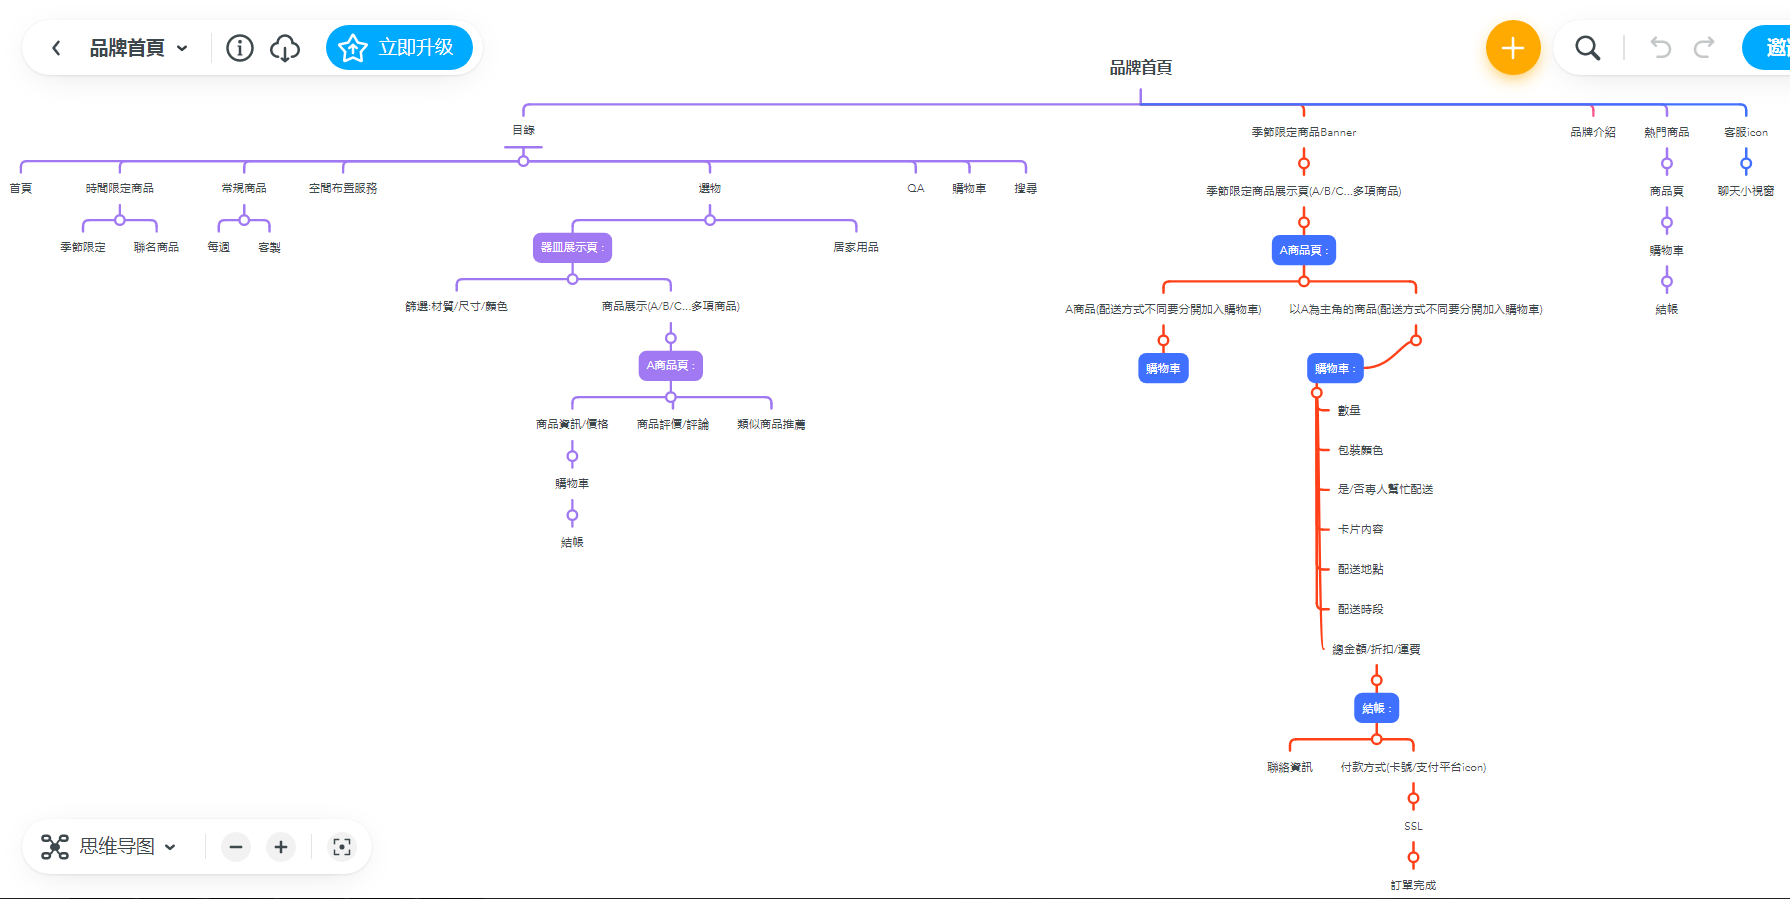 品牌首頁
立即升级
品牌首頁
目錄
季節限定商品Banner
品牌介紹
熱門商品
客服icon
首頁
時間限定商品
常規商品
空間布置服務
選物
QA
購物車
搜尋
季節限定商品展示頁(A/B/C...多項商品)
商品頁
聊天小視窗
季節限定
聯名商品
每週
客製
器皿展示頁：
居家用品
A商品頁：
購物車
篩選:材質/尺寸/顏色
商品展示(A/B/C...多項商品)
A商品(配送方式不同要分開加入購物車)
以A為主角的商品(配送方式不同要分開加入購物車)
結帳
A商品頁：
購物車
購物車：
商品資訊/價格
商品評價/評論
類似商品推薦
數量
包裝顏色
購物車
是/否專人幫忙配送
卡片內容
結帳
配送地點
配送時段
總金額/折扣/運費
結帳：
聯絡資訊
付款方式(卡號/支付平台icon)
SSL
訂單完成
思维导图